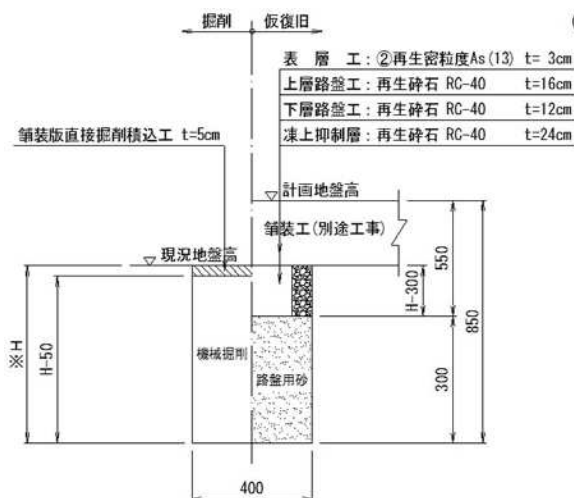 掘削 仮復旧
表 層 工：②再生密粒度As(13) t= 3cm
上層路盤工：再生砕石 RC-40 t=16cm
下層路盤工：再生砕石 RC-40 t=12cm
凍上抑制層：再生砕石 RC-40 t=24cm
舗装版直接掘削積込工 t=5cm
計画地盤高
舗装工(別途工事)
現況地盤高
※H
H-50
機械掘削
路盤用砂
H-300
550
300
850
400